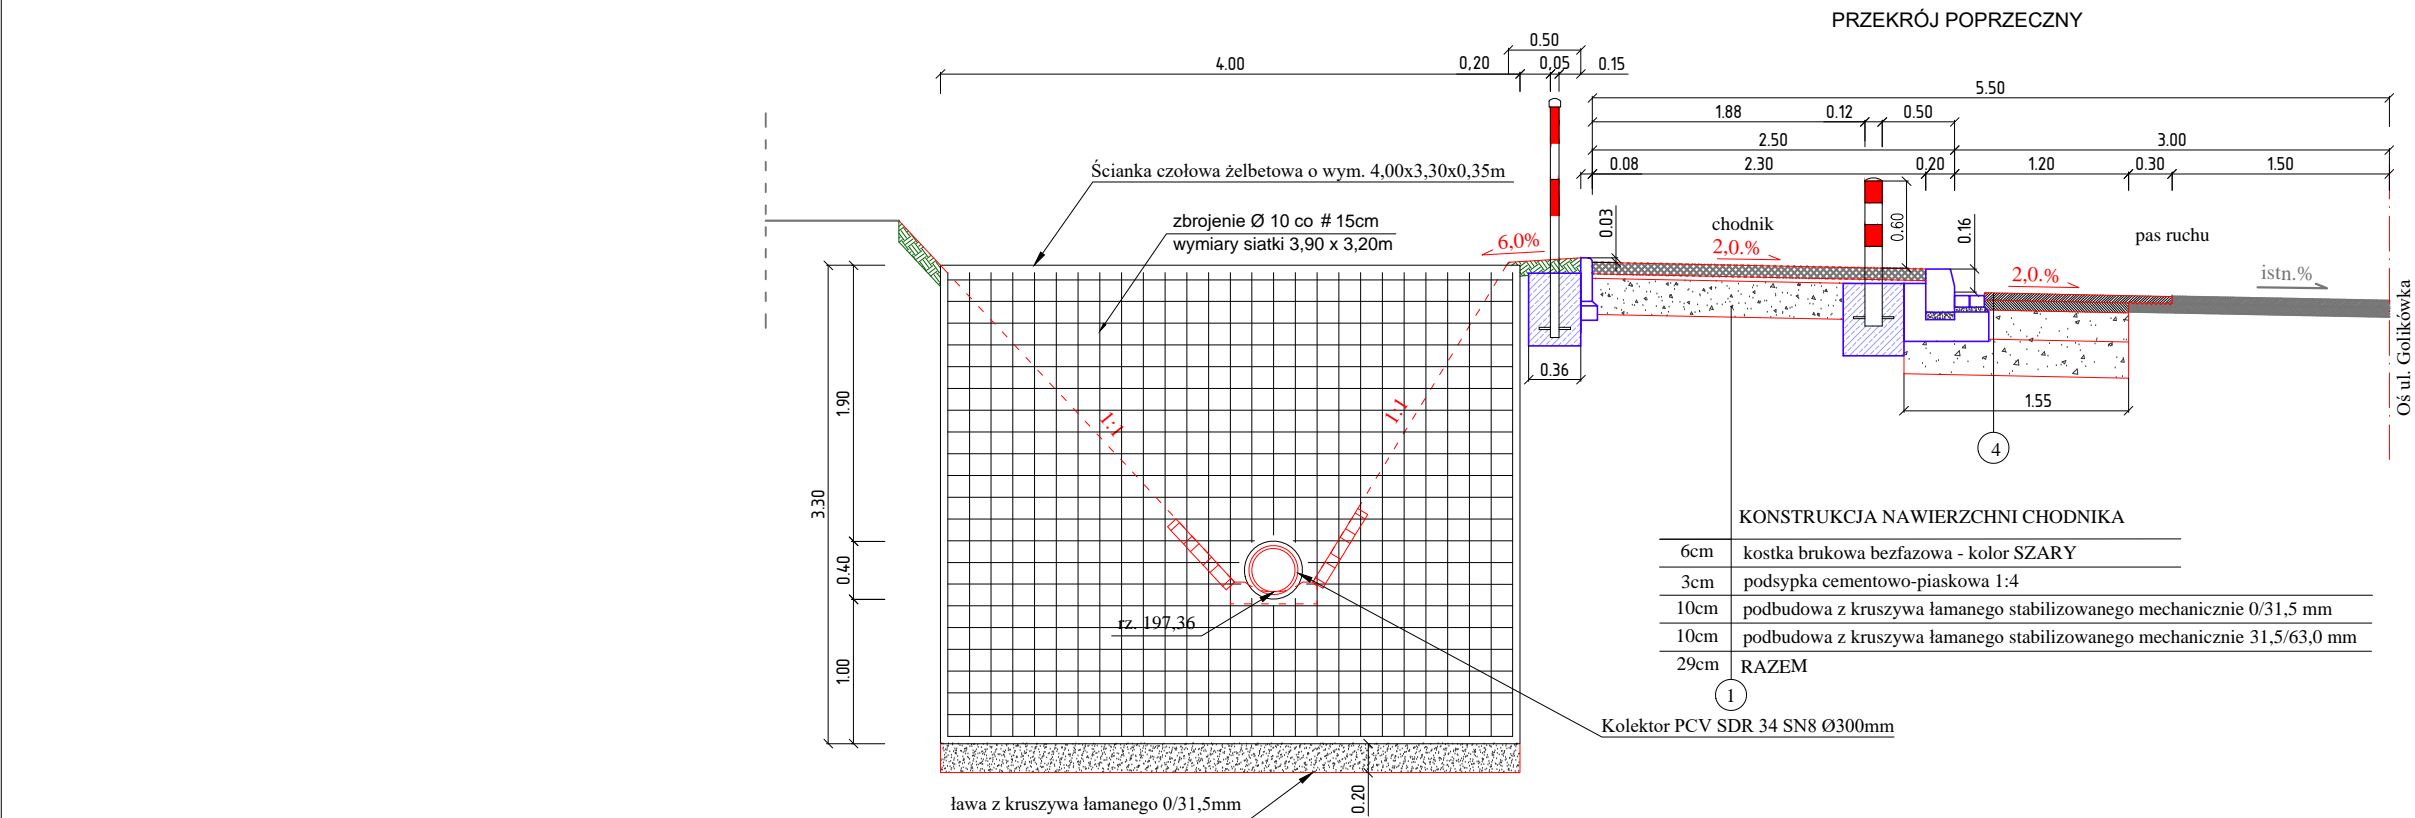 PRZEKRÓJ POPRZECZNY
0.50
4.00
0,20
0,05
0.15
5.50
1.88
0.12
0.50
2.50
3.00
0.08
2.30
0,20
1.20
0.30
1.50
Ścianka czołowa żelbetowa o wym. 4,00x3,30x0,35m
zbrojenie Ø 10 co # 15cm
wymiary siatki 3,90 x 3,20m
6,0%
0.03
chodnik
2,0.%
0.60
0.16
pas ruchu
2,0.%
istn.%
Oś ul. Golikówka
0.36
1.55
1:1
1:1
4
3.30
1.90
0.40
1.00
rz. 197,36
KONSTRUKCJA NAWIERZCHNI CHODNIKA
6cm kostka brukowa bezfazowa - kolor SZARY
3cm podsypka cementowo-piaskowa 1:4
10cm podbudowa z kruszywa łamanego stabilizowanego mechanicznie 0/31,5 mm
10cm podbudowa z kruszywa łamanego stabilizowanego mechanicznie 31,5/63,0 mm
29cm RAZEM
1
Kolektor PCV SDR 34 SN8 Ø300mm
ława z kruszywa łamanego 0/31,5mm
0.20